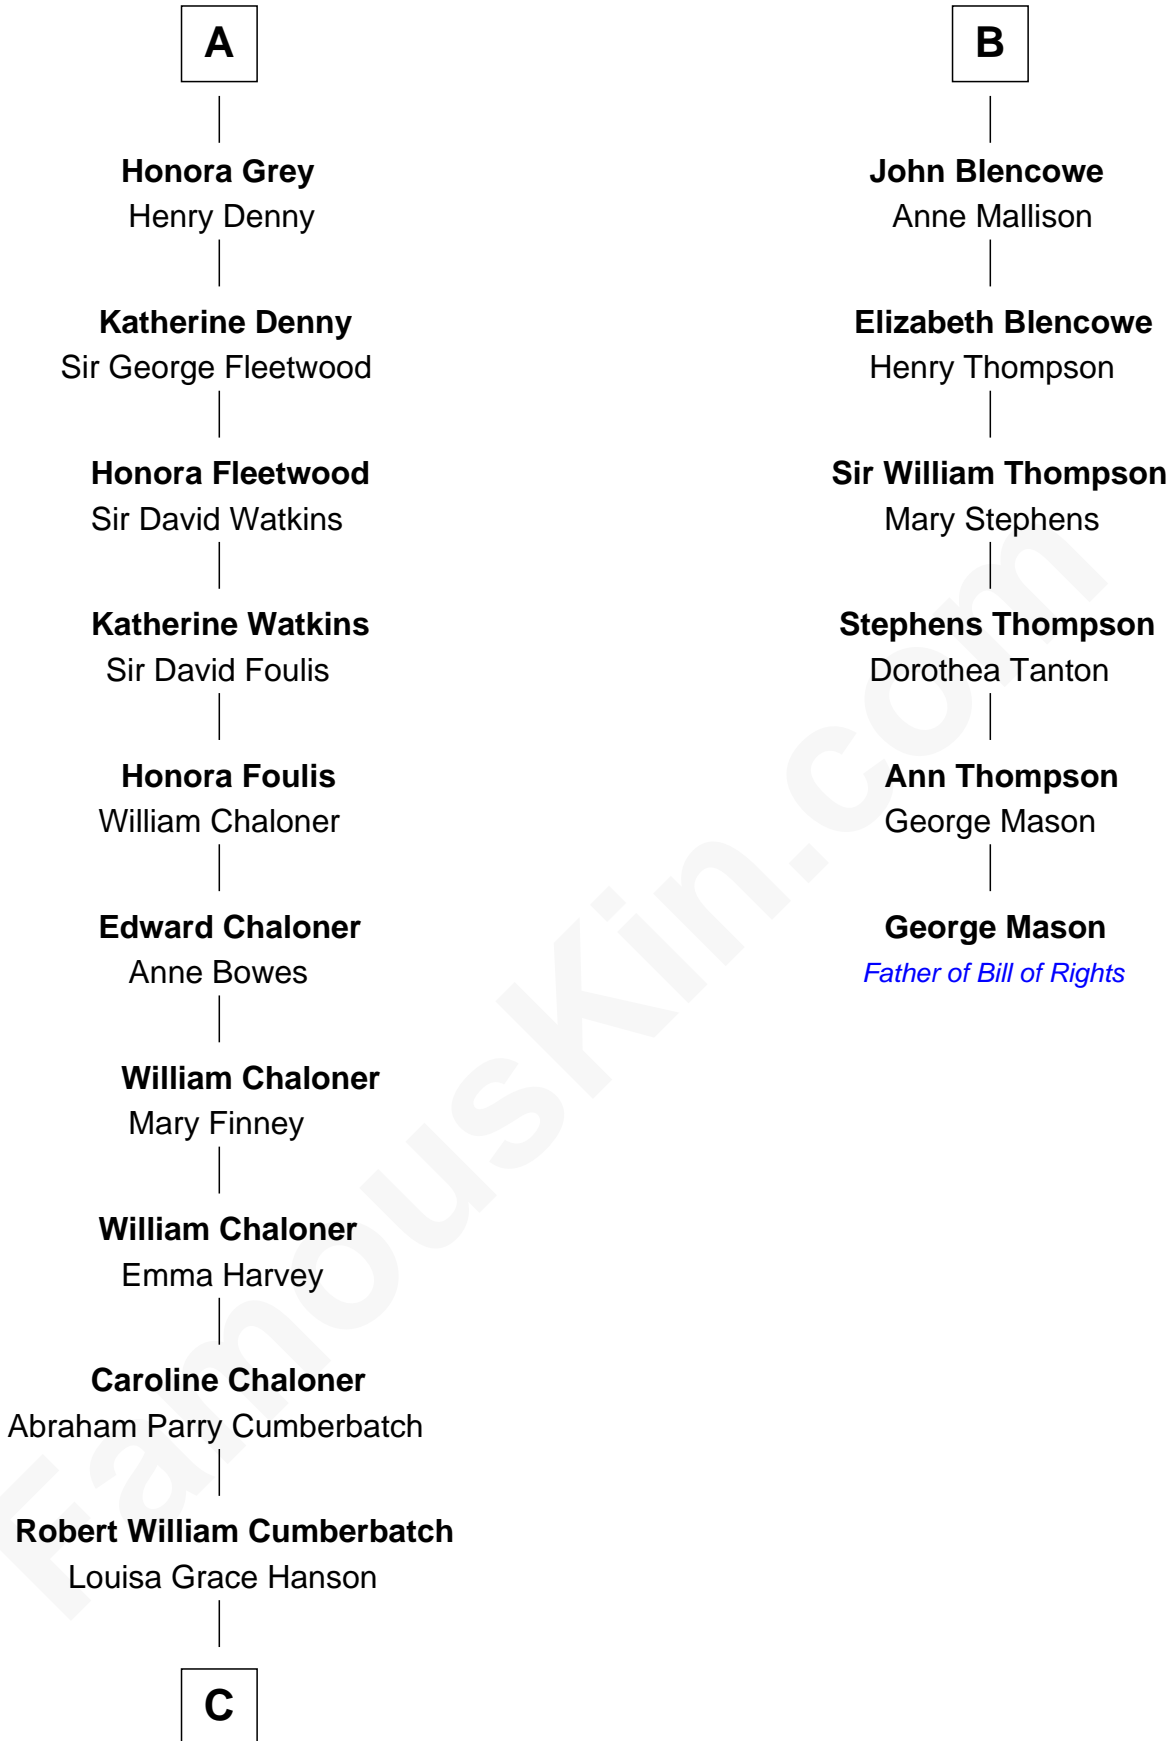 A
Honora Grey
Henry Denny
Katherine Denny
Sir George Fleetwood
Honora Fleetwood
Sir David Watkins
Katherine Watkins
Sir David Foulis
Honora Foulis
William Chaloner
Edward Chaloner
Anne Bowes
William Chaloner
Mary Finney
William Chaloner
Emma Harvey
Caroline Chaloner
Abraham Parry Cumberbatch
Robert William Cumberbatch
Louisa Grace Hanson
C
B
John Blencowe
Anne Mallison
Elizabeth Blencowe
Henry Thompson
Sir William Thompson
Mary Stephens
Stephens Thompson
Dorothea Tanton
Ann Thompson
George Mason
George Mason
Father of Bill of Rights
FamousKin.com